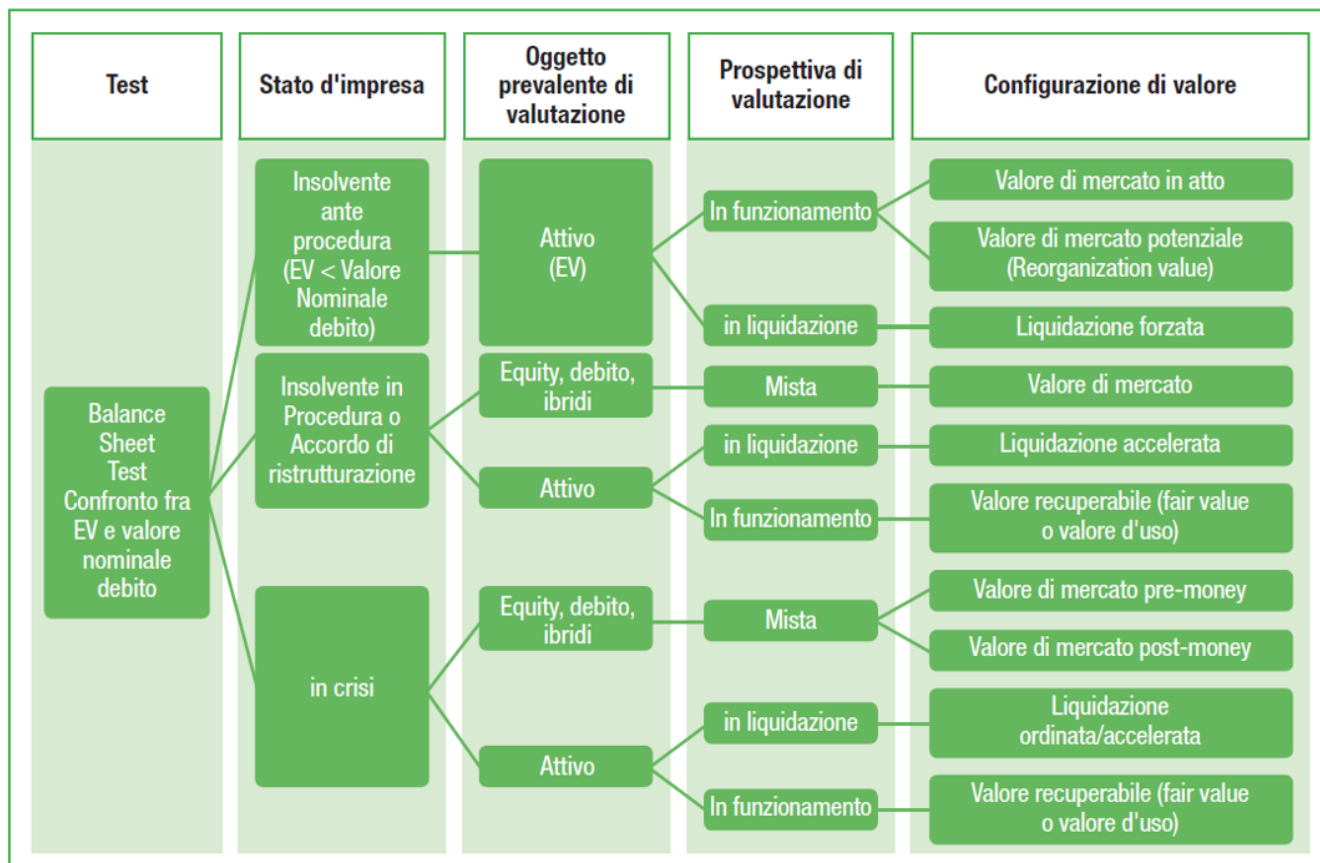 Test
Stato d'impresa
Oggetto
prevalente di
valutazione
Prospettiva di
valutazione
Configurazione di valore
Balance
Sheet
Test
Confronto fra
EV e valore
nominale
debito
Insolvente
ante
procedura
(EV < Valore
Nominale
debito)
Attivo
(EV)
In funzionamento
Valore di mercato in atto
Valore di mercato potenziale
(Reorganization value)
in liquidazione
Liquidazione forzata
Insolvente in
Procedura o
Accordo di
ristrutturazione
Equity, debito,
ibridi
Mista
Valore di mercato
Attivo
in liquidazione
Liquidazione accelerata
In funzionamento
Valore recuperabile (fair value
o valore d'uso)
in crisi
Equity, debito,
ibridi
Mista
Valore di mercato pre-money
Valore di mercato post-money
Attivo
in liquidazione
Liquidazione
ordinata/accelerata
In funzionamento
Valore recuperabile (fair value
o valore d'uso)